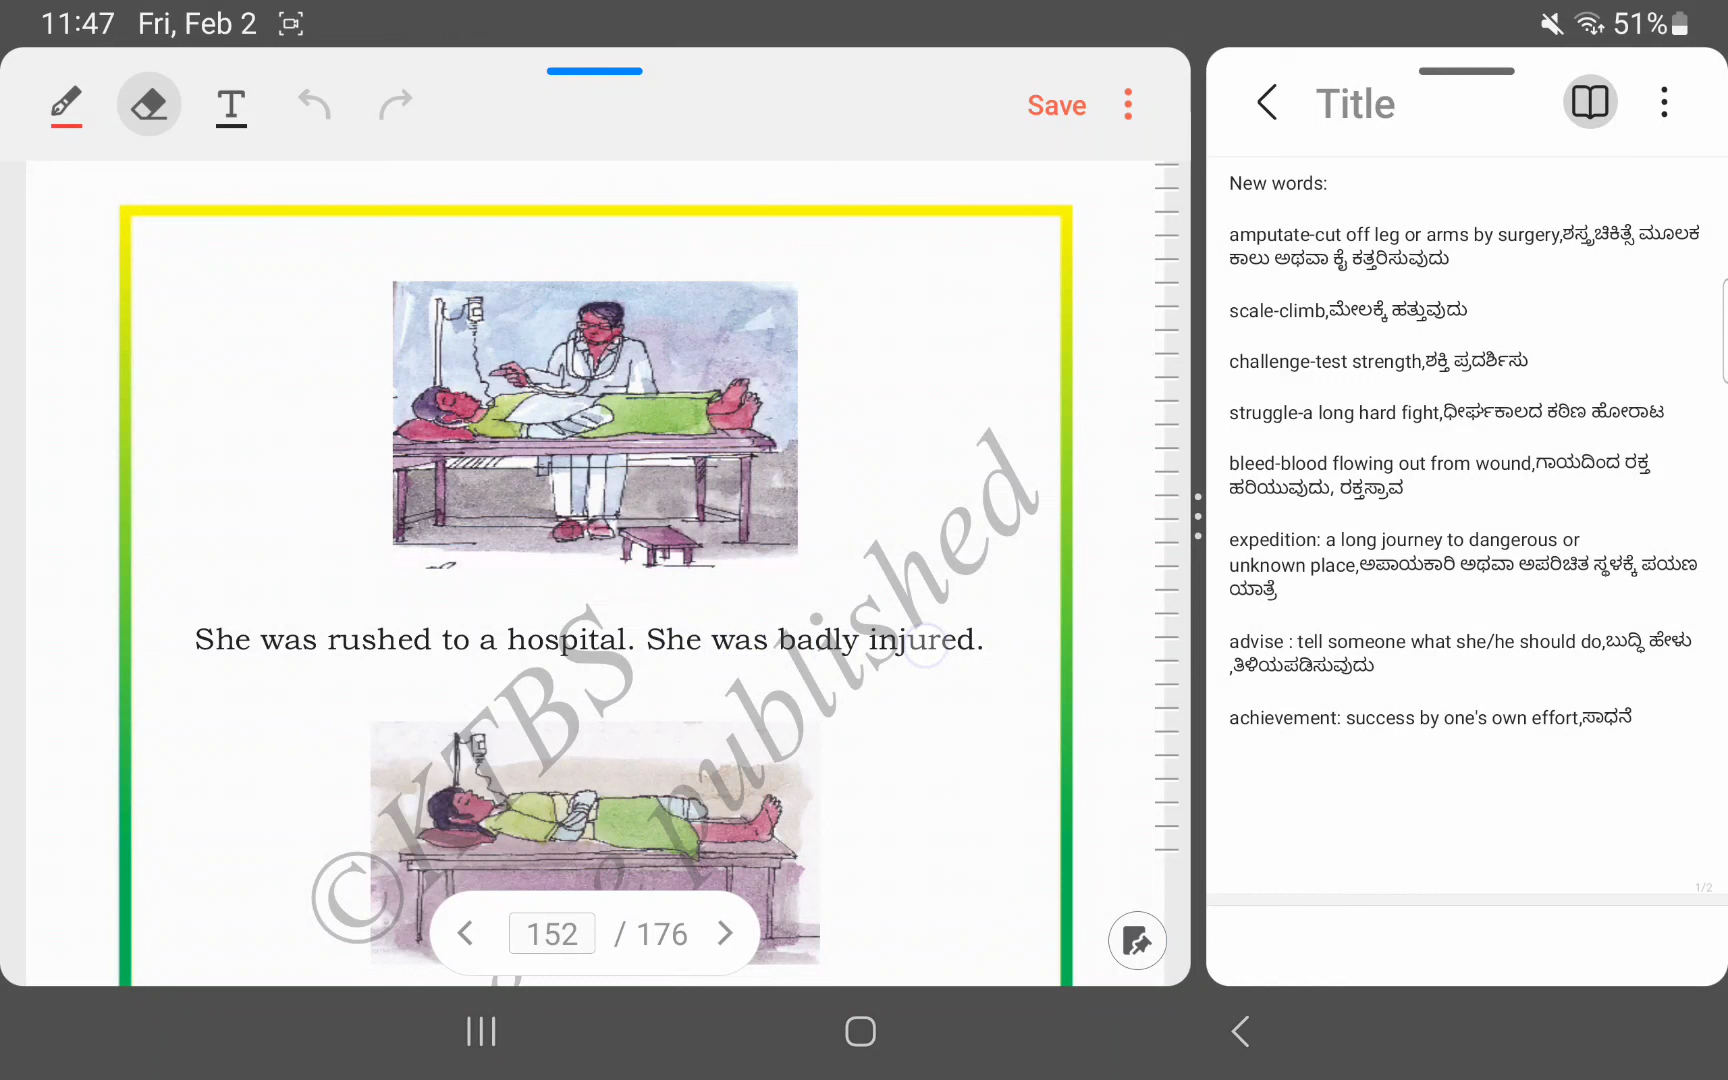 11:47 Fri, Feb 2
51%
Save
She was rushed to a hospital. She was badly injured.
©KTBS
published
152 / 176
Title
New words:
amputate-cut off leg or arms by surgery,ಶಸ್ತ್ರಚಿಕಿತ್ಸೆ ಮೂಲಕ
ಕಾಲು ಅಥವಾ ಕೈ ಕತ್ತರಿಸುವುದು
scale-climb,ಮೇಲಕ್ಕೆ ಹತ್ತುವುದು
challenge-test strength,ಶಕ್ತಿ ಪ್ರದರ್ಶಿಸು
struggle-a long hard fight,ಧೀರ್ಘಕಾಲದ ಕಠಿಣ ಹೋರಾಟ
bleed-blood flowing out from wound,ಗಾಯದಿಂದ ರಕ್ತ
ಹರಿಯುವುದು, ರಕ್ತಸ್ರಾವ
expedition: a long journey to dangerous or
unknown place,ಅಪಾಯಕಾರಿ ಅಥವಾ ಅಪರಿಚಿತ ಸ್ಥಳಕ್ಕೆ ಪಯಣ
ಯಾತ್ರೆ
advise : tell someone what she/he should do,ಬುದ್ಧಿ ಹೇಳು
,ತಿಳಿಯಪಡಿಸುವುದು
achievement: success by one's own effort,ಸಾಧನೆ
1/2